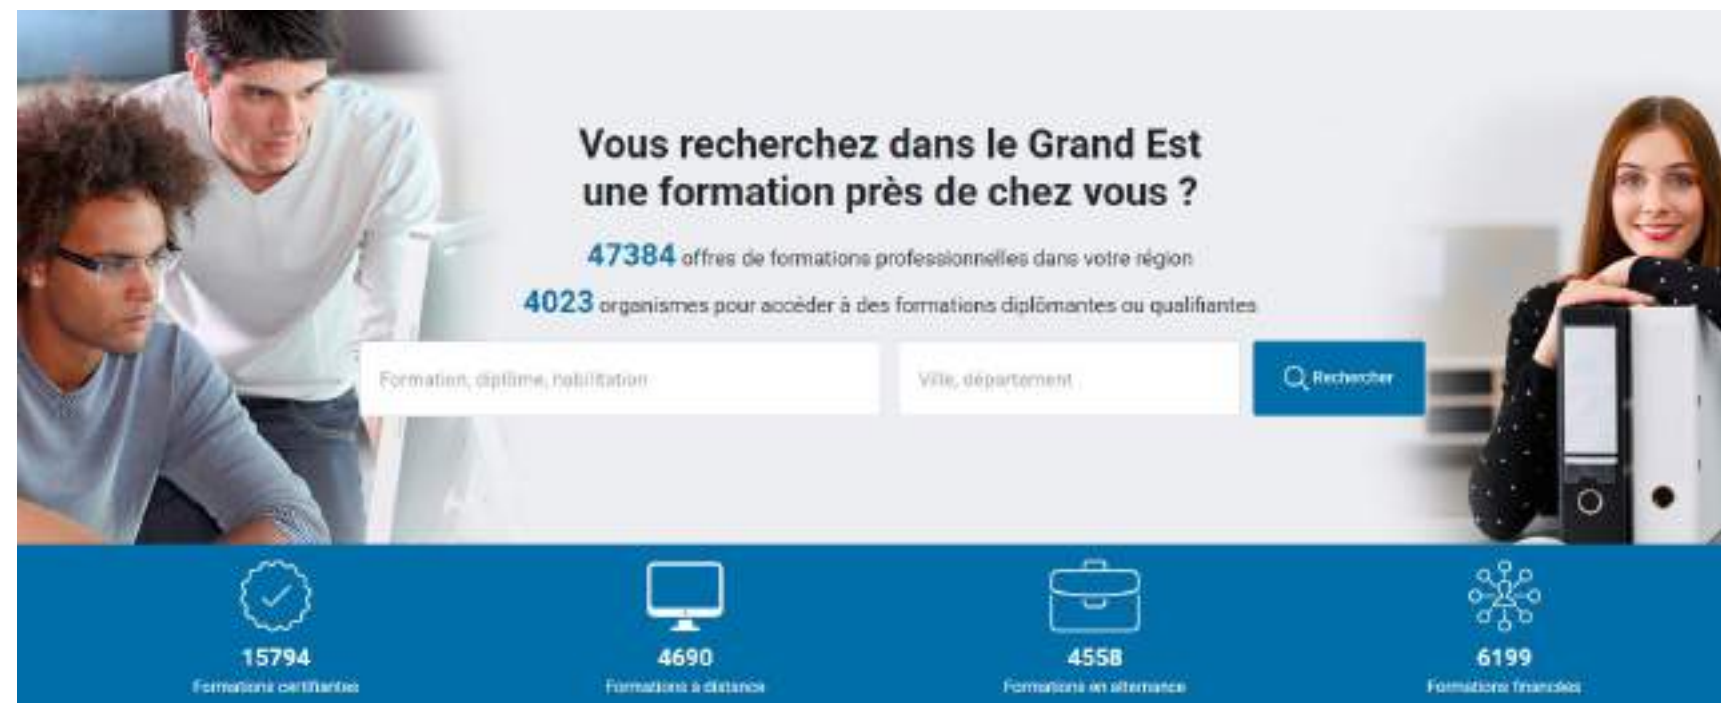 Vous recherchez dans le Grand Est
une formation près de chez vous ?
47384 offres de formations professionnelles dans votre région
4023 organismes pour accéder à des formations diplômantes ou qualifiantes
Formation, diplôme, habilitation
Ville, département
Rechercher
15794
Formations certifiantes
4690
Formations à distance
4558
Formations en alternance
6199
Formations financées